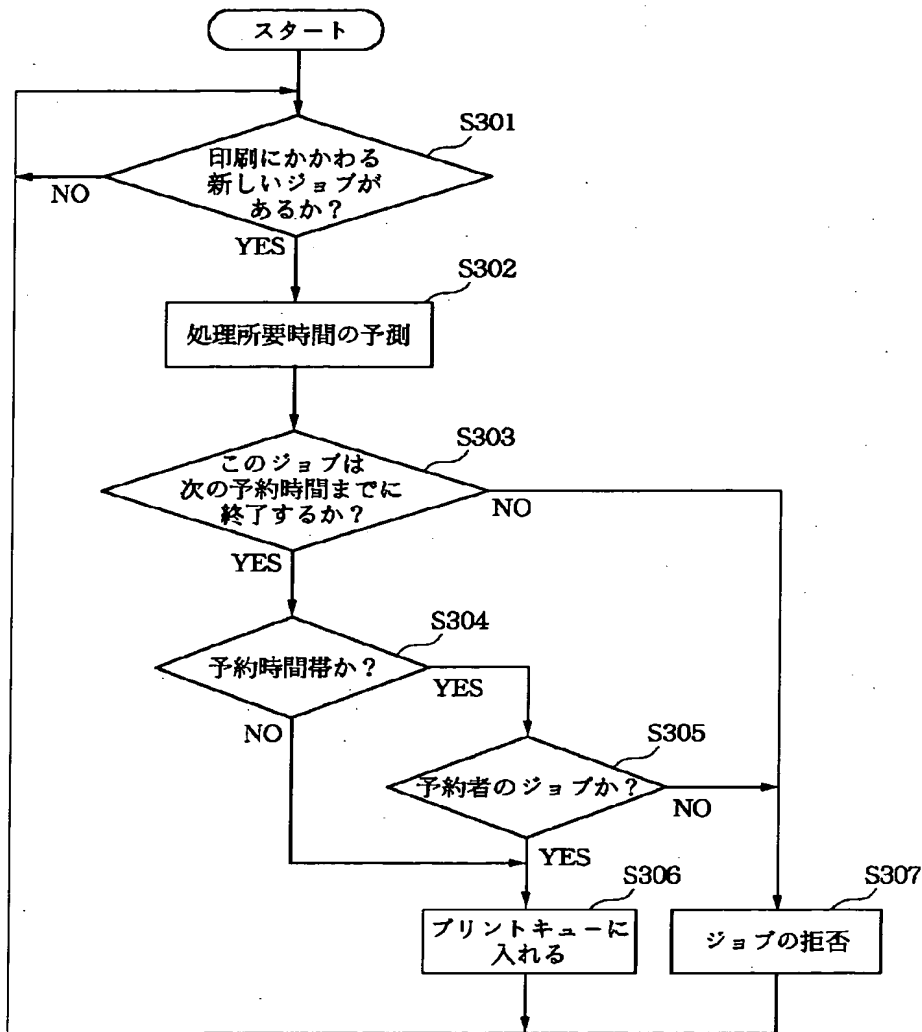 スタート
S301
印刷にかかわる
新しいジョブが
あるか？
NO
YES
S302
処理所要時間の予測
S303
このジョブは
次の予約時間までに
終了するか？
NO
YES
S304
予約時間帯か？
YES
NO
S305
予約者のジョブか？
NO
YES
S306
プリントキューに
入れる
S307
ジョブの拒否